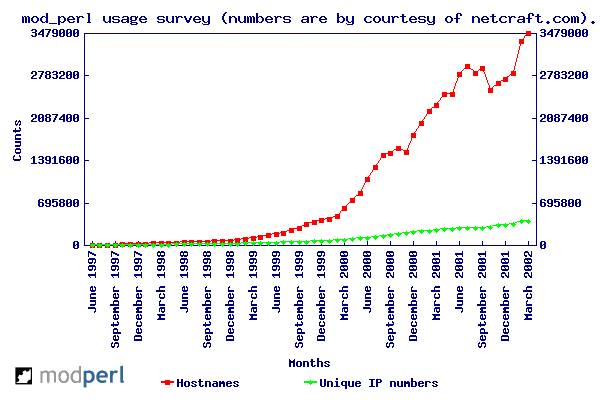 mod_perl usage survey (numbers are by courtesy of netcraft.com).
3479000 3479000
2783200 2783200
2087400 2087400
1391600 1391600
695800 695800
0 0
Counts
June 1997
September 1997
December 1997
March 1998
June 1998
September 1998
December 1998
March 1999
June 1999
September 1999
December 1999
March 2000
June 2000
September 2000
December 2000
March 2001
June 2001
September 2001
December 2001
March 2002
Months
modperl
Hostnames Unique IP numbers